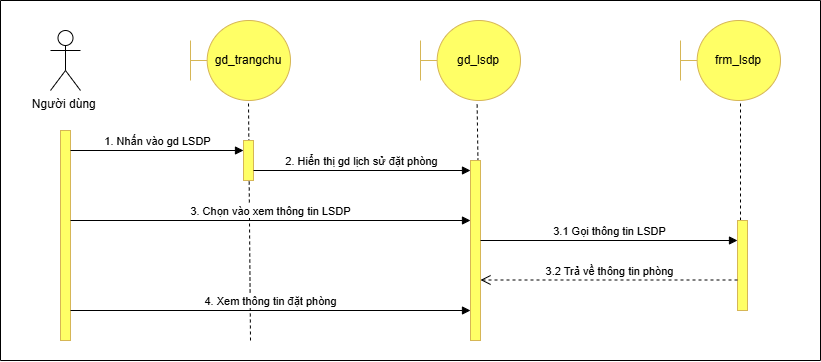 gd_trangchu
gd_lsdp
frm_lsdp
Người dùng
1. Nhấn vào gd LSDP
2. Hiển thị gd lịch sử đặt phòng
3. Chọn vào xem thông tin LSDP
3.1 Gọi thông tin LSDP
3.2 Trả về thông tin phòng
4. Xem thông tin đặt phòng